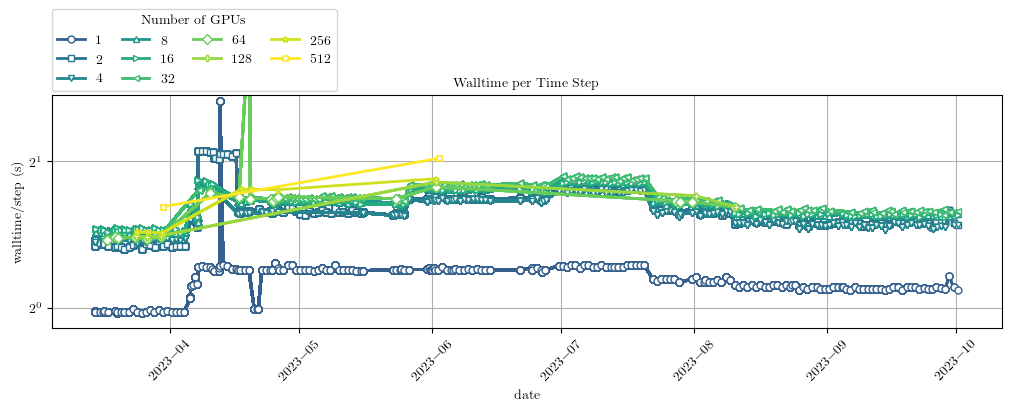 Number of GPUs
1 8 64 256
2 16 128 512
4 32
Walltime per Time Step
walltime/step (s)
2^1
2^0
2023−04 2023−05 2023−06 2023−07 2023−08 2023−09 2023−10
date